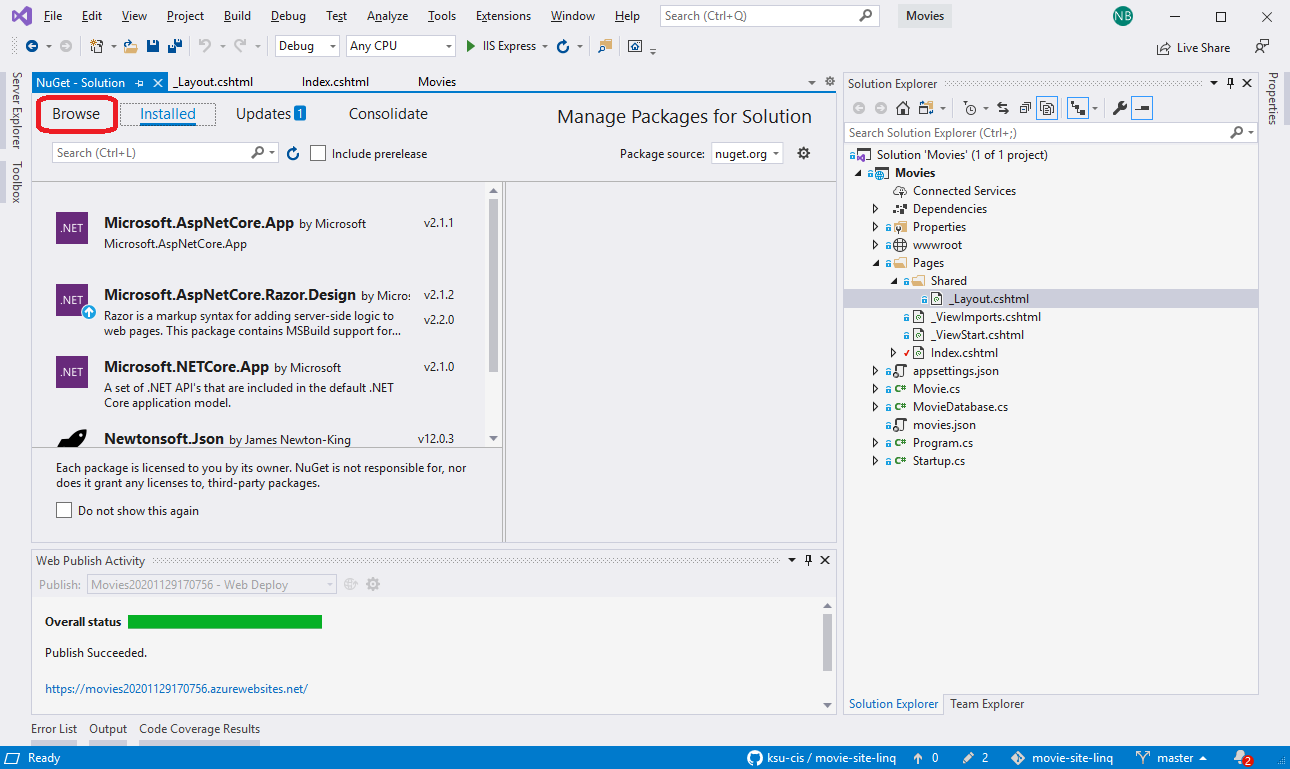 File Edit View Project Build Debug Test Analyze Tools Extensions Window Help Search (Ctrl+Q) Movies NB
Debug Any CPU IIS Express Live Share
Server Explorer
Toolbox
NuGet - Solution _Layout.cshtml Index.cshtml Movies
Browse Installed Updates 1 Consolidate Manage Packages for Solution
Search (Ctrl+L) Include prerelease Package source: nuget.org
.NET Microsoft.AspNetCore.App by Microsoft v2.1.1
Microsoft.AspNetCore.App
.NET Microsoft.AspNetCore.Razor.Design by Micros v2.1.2
Razor is a markup syntax for adding server-side logic to v2.2.0
web pages. This package contains MSBuild support for...
.NET Microsoft.NETCore.App by Microsoft v2.1.0
A set of .NET API's that are included in the default .NET
Core application model.
Newtonsoft.Json by James Newton-King v12.0.3
Each package is licensed to you by its owner. NuGet is not responsible for, nor
does it grant any licenses to, third-party packages.
Do not show this again
Web Publish Activity
Publish: Movies20201129170756 - Web Deploy
Overall status
Publish Succeeded.
https://movies20201129170756.azurewebsites.net/
Error List Output Code Coverage Results
Solution Explorer
Search Solution Explorer (Ctrl+;)
Solution 'Movies' (1 of 1 project)
Movies
Connected Services
Dependencies
Properties
wwwroot
Pages
Shared
_Layout.cshtml
_ViewImports.cshtml
_ViewStart.cshtml
Index.cshtml
appsettings.json
C# Movie.cs
C# MovieDatabase.cs
movies.json
C# Program.cs
C# Startup.cs
Solution Explorer Team Explorer
Properties
Ready ksu-cis / movie-site-linq 0 2 movie-site-linq master 2